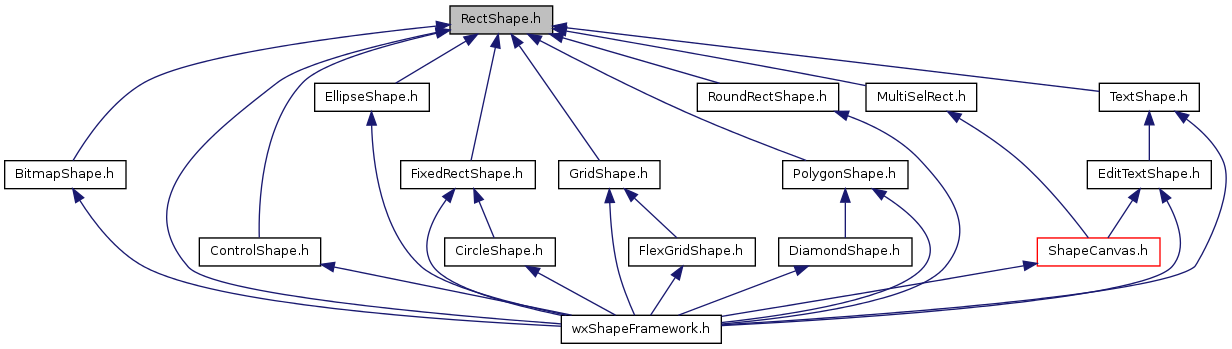 RectShape.h
EllipseShape.h
RoundRectShape.h
MultiSelRect.h
TextShape.h
BitmapShape.h
FixedRectShape.h
GridShape.h
PolygonShape.h
EditTextShape.h
ControlShape.h
CircleShape.h
FlexGridShape.h
DiamondShape.h
ShapeCanvas.h
wxShapeFramework.h